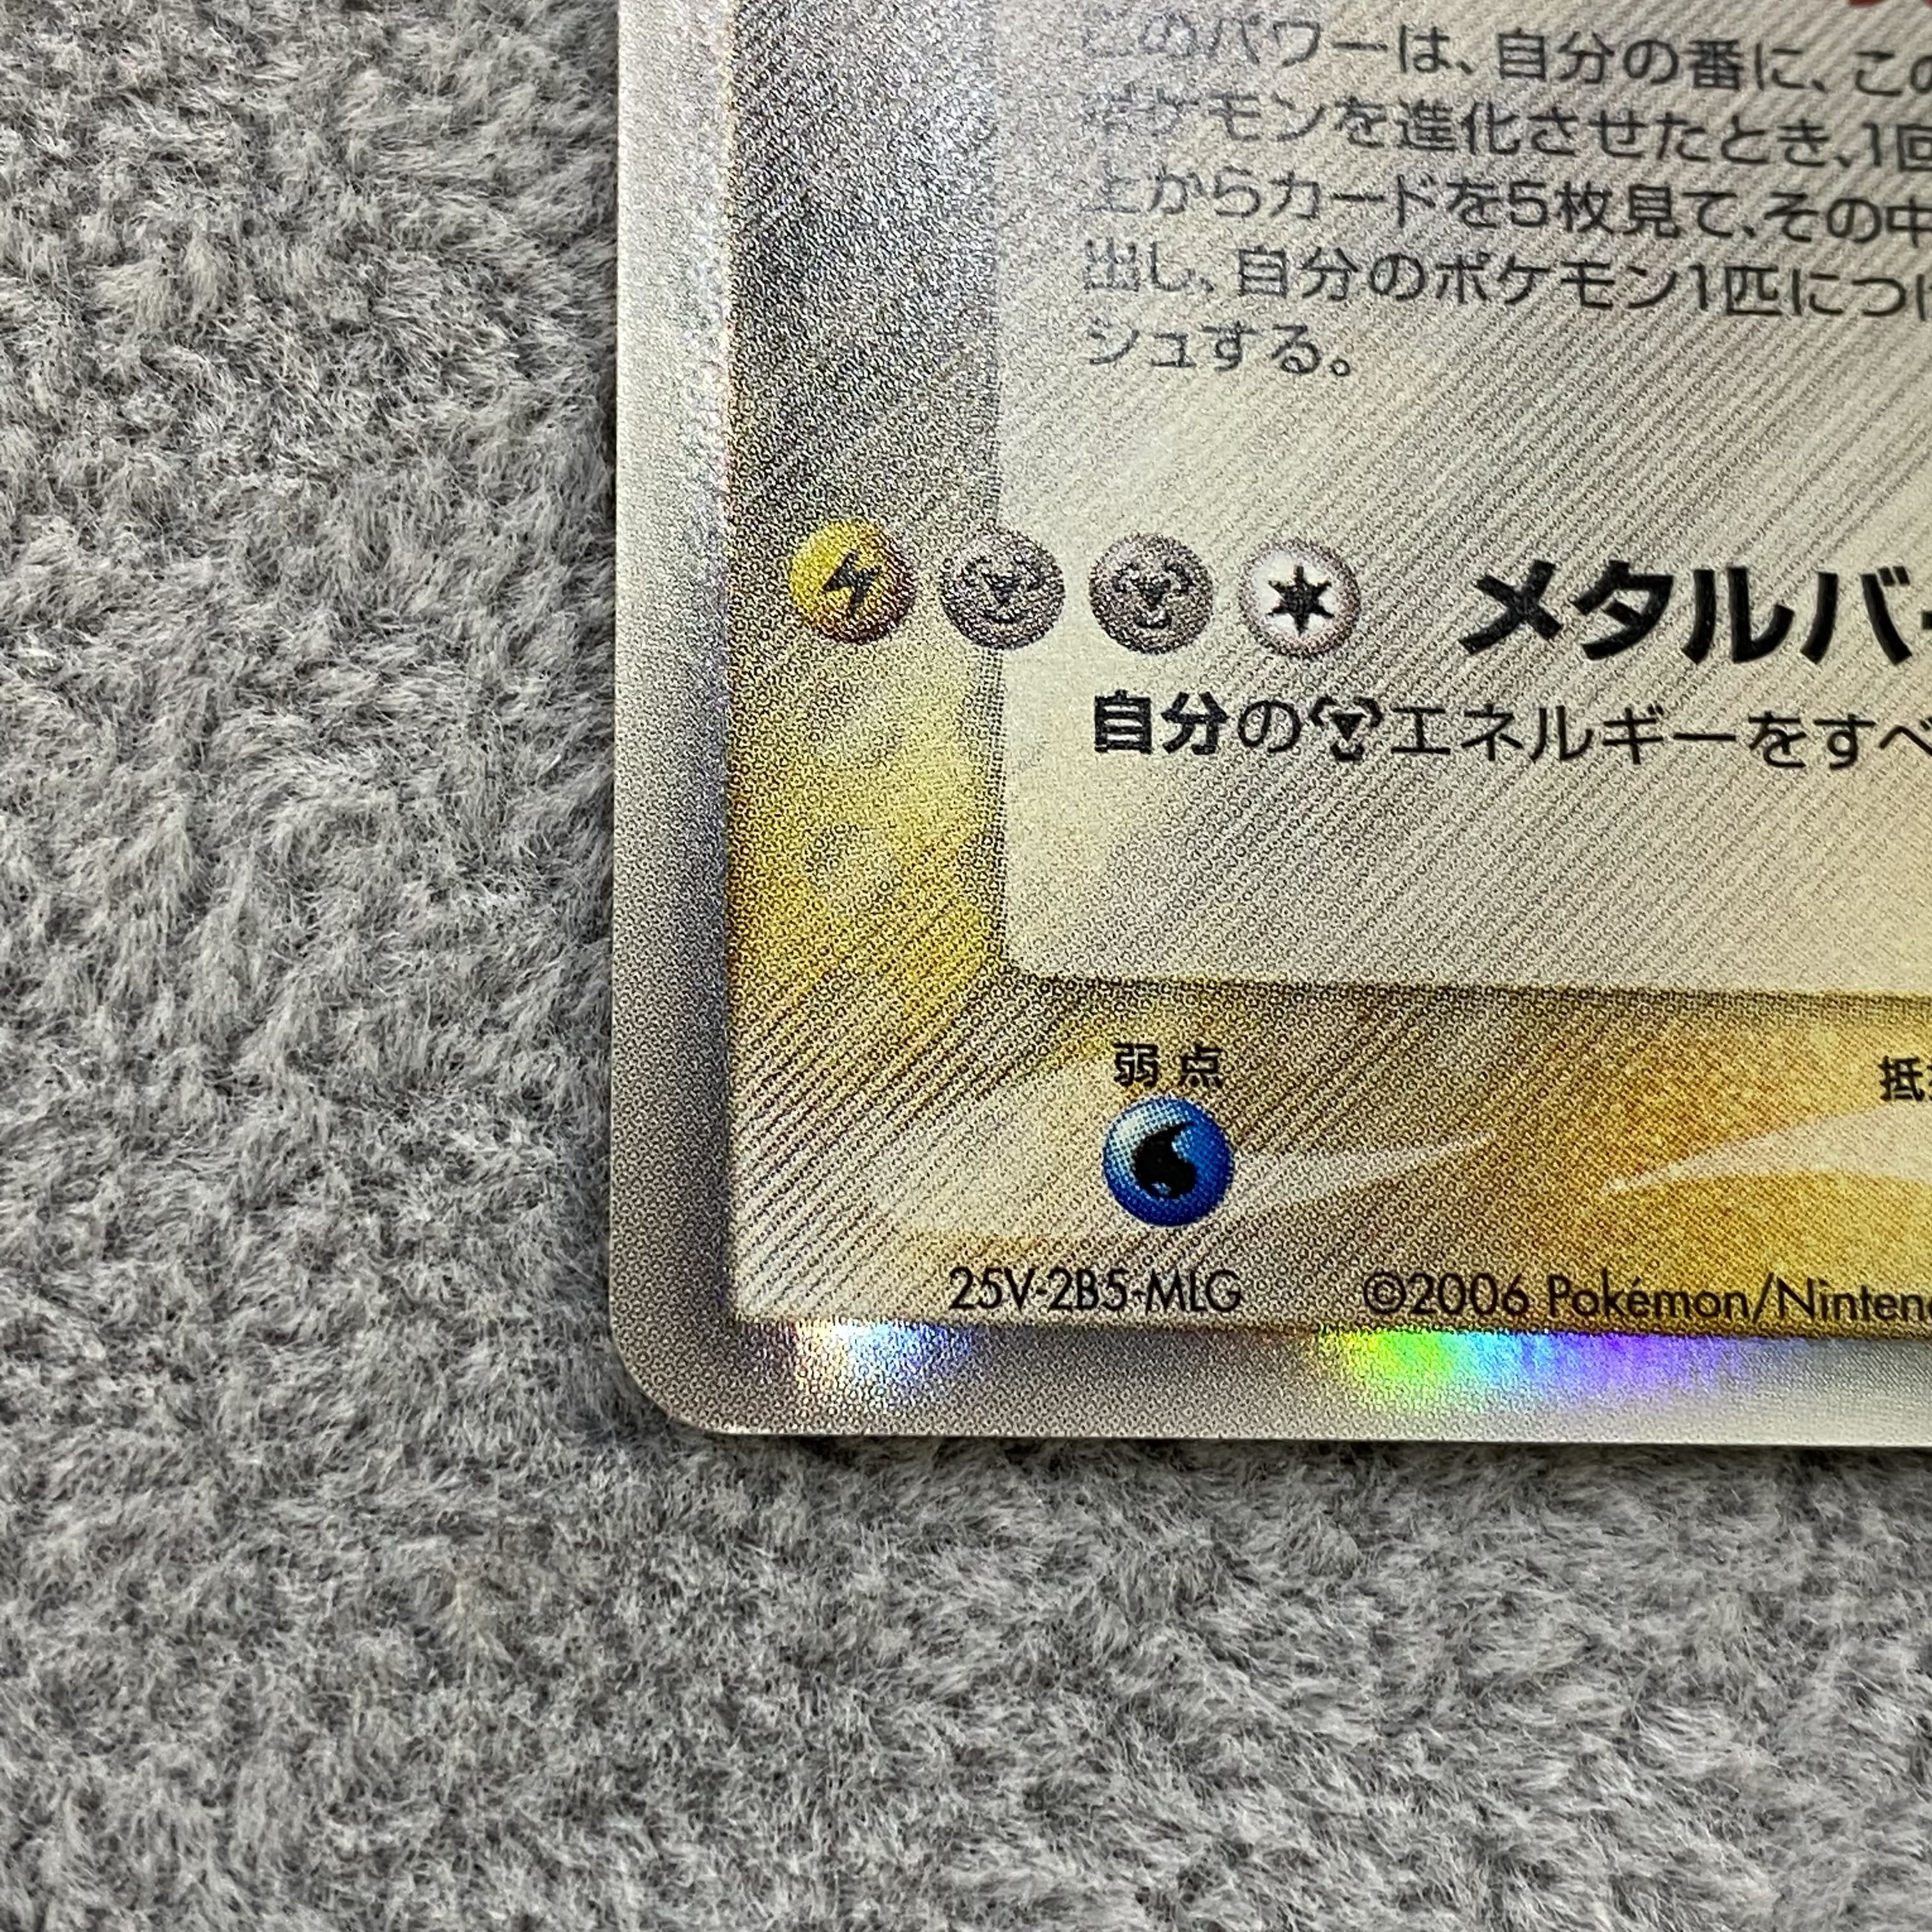 このパワーは、自分の番に、この
ポケモンを進化させたとき、1回
上からカードを5枚見て、その中
出し、自分のポケモン1匹につけ
シュする。
メタルバー
自分のエネルギーをすべ
弱点
抵
25V-2B5-MLG ©2006 Pokémon/Ninten